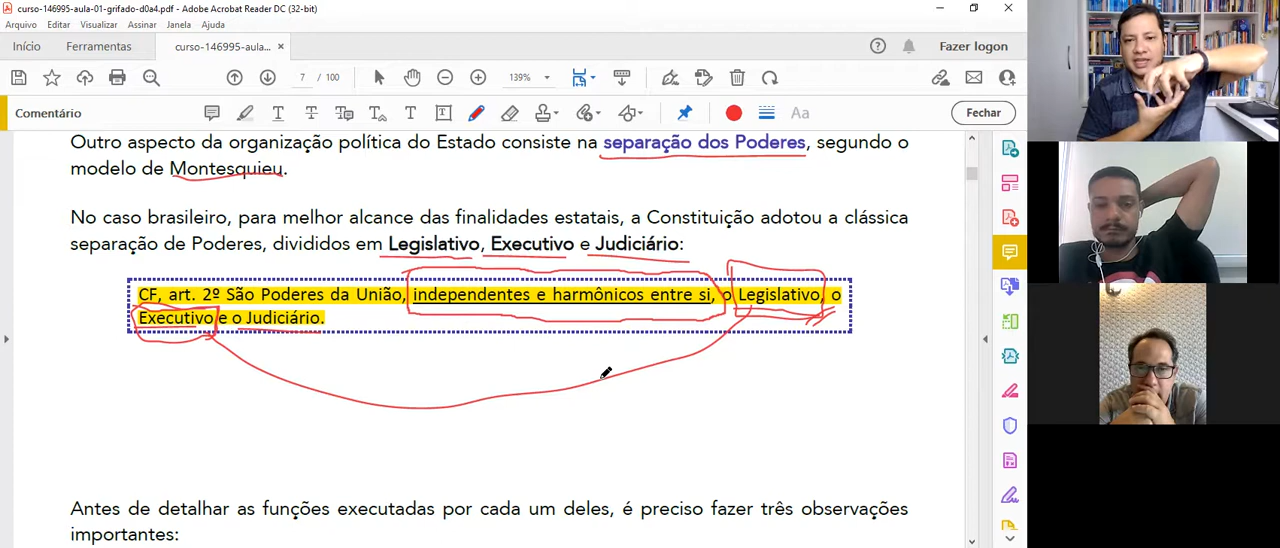 curso-146995-aula-01-grifado-d0a4.pdf - Adobe Acrobat Reader DC (32-bit)
Arquivo Editar Visualizar Assinar Janela Ajuda
Início Ferramentas curso-146995-aula... × Fazer logon
7 / 100 139%
Comentário Aa Fechar
Outro aspecto da organização política do Estado consiste na separação dos Poderes, segundo o
modelo de Montesquieu.
No caso brasileiro, para melhor alcance das finalidades estatais, a Constituição adotou a clássica
separação de Poderes, divididos em Legislativo, Executivo e Judiciário:
CF, art. 2º São Poderes da União, independentes e harmônicos entre si, o Legislativo, o
Executivo e o Judiciário.
Antes de detalhar as funções executadas por cada um deles, é preciso fazer três observações
importantes: